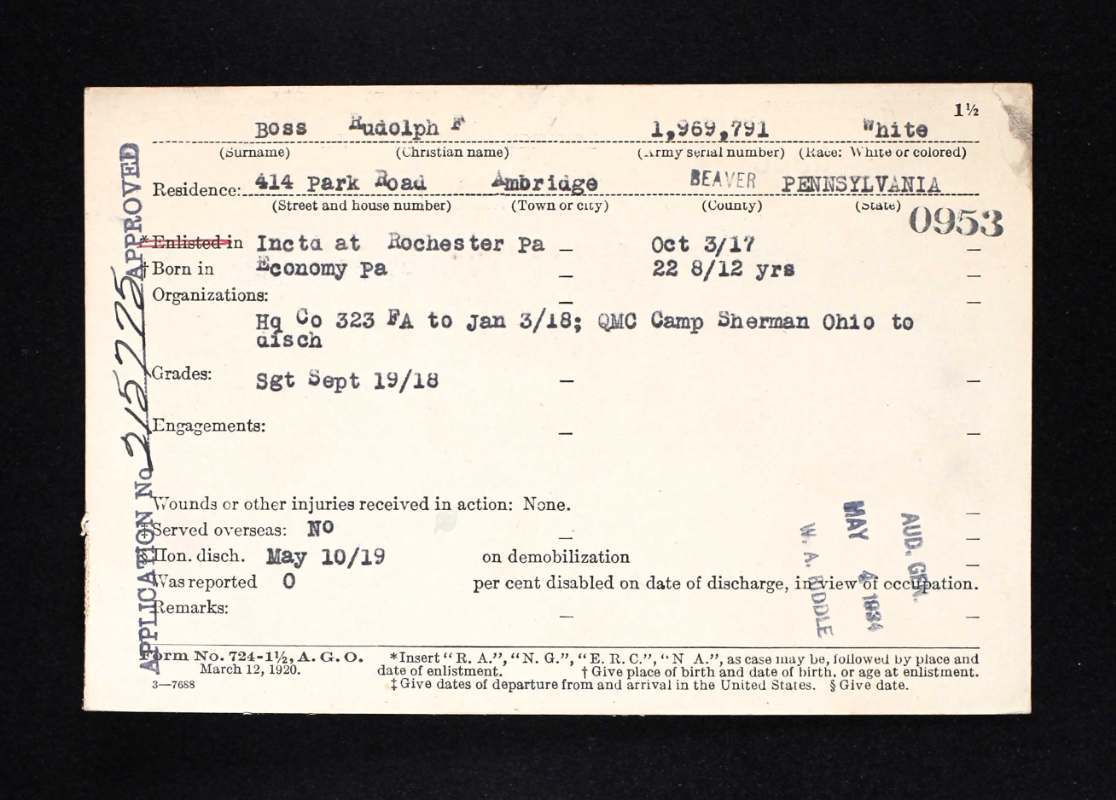 1½
Boss Rudolph F 1,969,791 White
(Surname) (Christian name) (Army serial number) (Race: White or colored)
Residence: 414 Park Road Ambridge BEAVER PENNSYLVANIA
(Street and house number) (Town or city) (County) (State)
0953
*Enlisted in Inctd at Rochester Pa – Oct 3/17 –
†Born in Economy Pa – 22 8/12 yrs
Organizations: –
Hq Co 323 FA to Jan 3/18; QMC Camp Sherman Ohio to
disch
Grades: Sgt Sept 19/18 – –
Engagements: – –
Wounds or other injuries received in action: None. –
‡Served overseas: No – –
§Hon. disch. May 10/19 on demobilization
Was reported 0 per cent disabled on date of discharge, in view of occupation.
Remarks: – –
Form No. 724-1½, A. G. O. *Insert "R. A.", "N. G.", "E. R. C.", "N A.", as case may be, followed by place and
March 12, 1920. date of enlistment. † Give place of birth and date of birth, or age at enlistment.
3—7688 ‡ Give dates of departure from and arrival in the United States. § Give date.
APPLICATION No. 215775 APPROVED
AUD. GEN.
MAY 4 1934
W. A. RIDDLE